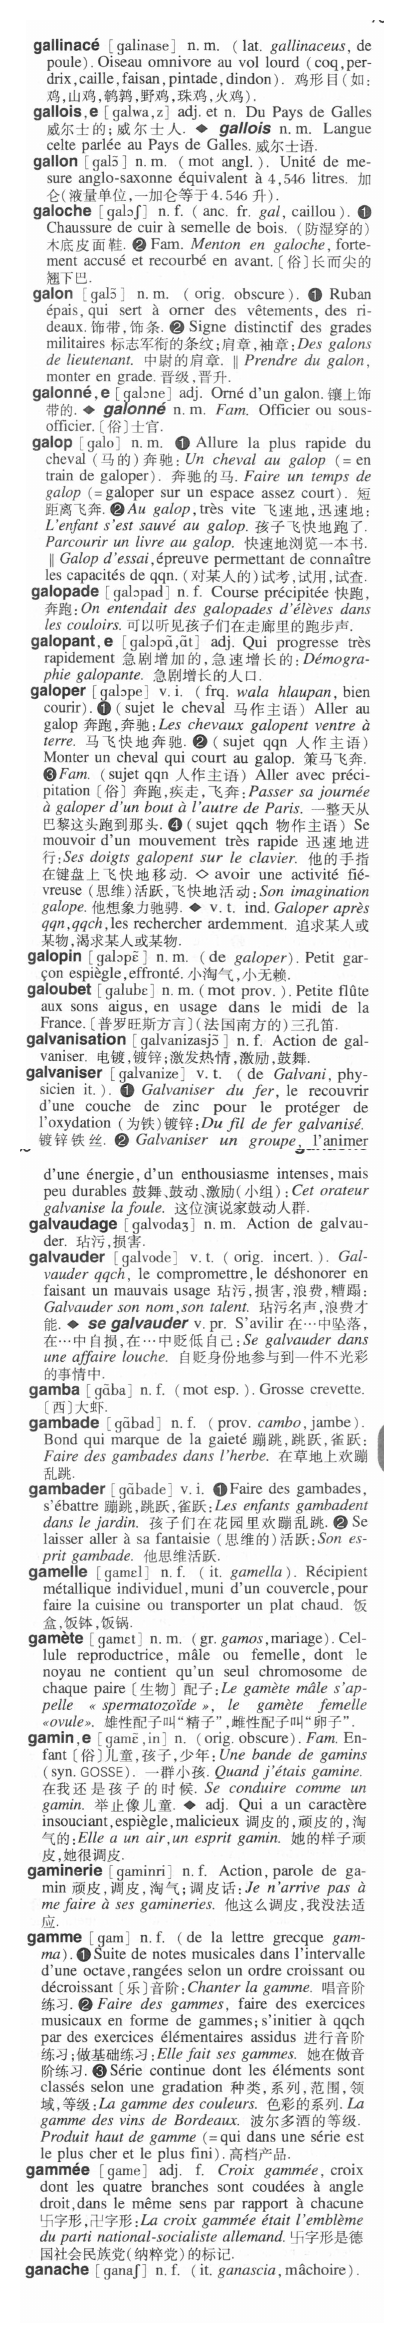 gallinacé [galinase] n. m. (lat. gallinaceus, de
poule). Oiseau omnivore au vol lourd (coq, per-
drix, caille, faisan, pintade, dindon). 鸡形目(如:
鸡,山鸡,鹌鹑,野鸡,珠鸡,火鸡).
gallois, e [galwa, z] adj. et n. Du Pays de Galles
威尔士的;威尔士人. ◆ gallois n. m. Langue
celte parlée au Pays de Galles. 威尔士语.
gallon [galɔ̃] n. m. (mot angl.). Unité de me-
sure anglo-saxonne équivalent à 4,546 litres. 加
仑(液量单位,一加仑等于4.546升).
galoche [galɔʃ] n. f. (anc. fr. gal, caillou). ❶
Chaussure de cuir à semelle de bois. (防湿穿的)
木底皮面鞋. ❷ Fam. Menton en galoche, forte-
ment accusé et recourbé en avant. [俗]长而尖的
翘下巴.
galon [galɔ̃] n. m. (orig. obscure). ❶ Ruban
épais, qui sert à orner des vêtements, des ri-
deaux. 饰带,饰条. ❷ Signe distinctif des grades
militaires 标志军衔的条纹;肩章,袖章: Des galons
de lieutenant. 中尉的肩章. ‖ Prendre du galon,
monter en grade. 晋级,晋升.
galonné, e [galɔne] adj. Orné d'un galon. 镶上饰
带的. ◆ galonné n. m. Fam. Officier ou sous-
officier. [俗]士官.
galop [galo] n. m. ❶ Allure la plus rapide du
cheval (马的)奔驰: Un cheval au galop (= en
train de galoper). 奔驰的马. Faire un temps de
galop (= galoper sur un espace assez court). 短
距离飞奔. ❷ Au galop, très vite 飞速地,迅速地:
L'enfant s'est sauvé au galop. 孩子飞快地跑了.
Parcourir un livre au galop. 快速地浏览一本书.
‖ Galop d'essai, épreuve permettant de connaître
les capacités de qqn. (对某人的)试考,试用,试查.
galopade [galɔpad] n. f. Course précipitée 快跑,
奔跑: On entendait des galopades d'élèves dans
les couloirs. 可以听见孩子们在走廊里的跑步声.
galopant, e [galɔpɑ̃, ɑ̃t] adj. Qui progresse très
rapidement 急剧增加的,急速增长的: Démogra-
phie galopante. 急剧增长的人口.
galoper [galɔpe] v. i. (frq. wala hlaupan, bien
courir). ❶ (sujet le cheval 马作主语) Aller au
galop 奔跑,奔驰: Les chevaux galopent ventre à
terre. 马飞快地奔驰. ❷ (sujet qqn 人作主语)
Monter un cheval qui court au galop. 策马飞奔.
❸ Fam. (sujet qqn 人作主语) Aller avec préci-
pitation [俗] 奔跑,疾走,飞奔: Passer sa journée
à galoper d'un bout à l'autre de Paris. 一整天从
巴黎这头跑到那头. ❹ (sujet qqch 物作主语) Se
mouvoir d'un mouvement très rapide 迅速地进
行: Ses doigts galopent sur le clavier. 他的手指
在键盘上飞快地移动. ◇ avoir une activité fié-
vreuse (思维)活跃,飞快地活动: Son imagination
galope. 他想象力驰骋. ◆ v. t. ind. Galoper après
qqn, qqch, les rechercher ardemment. 追求某人或
某物,渴求某人或某物.
galopin [galɔpɛ̃] n. m. (de galoper). Petit gar-
çon espiègle, effronté. 小淘气,小无赖.
galoubet [galubɛ] n. m. (mot prov.). Petite flûte
aux sons aigus, en usage dans le midi de la
France. [普罗旺斯方言](法国南方的)三孔笛.
galvanisation [galvanizasjɔ̃] n. f. Action de gal-
vaniser. 电镀,镀锌;激发热情,激励,鼓舞.
galvaniser [galvanize] v. t. (de Galvani, phy-
sicien it.). ❶ Galvaniser du fer, le recouvrir
d'une couche de zinc pour le protéger de
l'oxydation (为铁)镀锌: Du fil de fer galvanisé.
镀锌铁丝. ❷ Galvaniser un groupe, l'animer
d'une énergie, d'un enthousiasme intenses, mais
peu durables 鼓舞、鼓动、激励(小组): Cet orateur
galvanise la foule. 这位演说家鼓动人群.
galvaudage [galvodaʒ] n. m. Action de galvau-
der. 玷污,损害.
galvauder [galvode] v. t. (orig. incert.). Gal-
vauder qqch, le compromettre, le déshonorer en
faisant un mauvais usage 玷污,损害,浪费,糟蹋:
Galvauder son nom, son talent. 玷污名声,浪费才
能. ◆ se galvauder v. pr. S'avilir 在…中坠落,
在…中自损,在…中贬低自己: Se galvauder dans
une affaire louche. 自贬身份地参与到一件不光彩
的事情中.
gamba [gɑ̃ba] n. f. (mot esp.). Grosse crevette.
[西]大虾.
gambade [gɑ̃bad] n. f. (prov. cambo, jambe).
Bond qui marque de la gaieté 蹦跳,跳跃,雀跃:
Faire des gambades dans l'herbe. 在草地上欢蹦
乱跳.
gambader [gɑ̃bade] v. i. ❶ Faire des gambades,
s'ébattre 蹦跳,跳跃,雀跃: Les enfants gambadent
dans le jardin. 孩子们在花园里欢蹦乱跳. ❷ Se
laisser aller à sa fantaisie (思维的)活跃: Son es-
prit gambade. 他思维活跃.
gamelle [gamɛl] n. f. (it. gamella). Récipient
métallique individuel, muni d'un couvercle, pour
faire la cuisine ou transporter un plat chaud. 饭
盒,饭钵,饭锅.
gamète [gamɛt] n. m. (gr. gamos, mariage). Cel-
lule reproductrice, mâle ou femelle, dont le
noyau ne contient qu'un seul chromosome de
chaque paire [生物] 配子: Le gamète mâle s'ap-
pelle « spermatozoïde », le gamète femelle
«ovule». 雄性配子叫“精子”,雌性配子叫“卵子”.
gamin, e [gamɛ̃, in] n. (orig. obscure). Fam. En-
fant [俗]儿童,孩子,少年: Une bande de gamins
(syn. GOSSE). 一群小孩. Quand j'étais gamine.
在我还是孩子的时候. Se conduire comme un
gamin. 举止像儿童. ◆ adj. Qui a un caractère
insouciant, espiègle, malicieux 调皮的,顽皮的,淘
气的: Elle a un air, un esprit gamin. 她的样子顽
皮,她很调皮.
gaminerie [gaminri] n. f. Action, parole de ga-
min 顽皮,调皮,淘气;调皮话: Je n'arrive pas à
me faire à ses gamineries. 他这么调皮,我没法适
应.
gamme [gam] n. f. (de la lettre grecque gam-
ma). ❶ Suite de notes musicales dans l'intervalle
d'une octave, rangées selon un ordre croissant ou
décroissant [乐]音阶: Chanter la gamme. 唱音阶
练习. ❷ Faire des gammes, faire des exercices
musicaux en forme de gammes; s'initier à qqch
par des exercices élémentaires assidus 进行音阶
练习;做基础练习: Elle fait ses gammes. 她在做音
阶练习. ❸ Série continue dont les éléments sont
classés selon une gradation 种类,系列,范围,领
域,等级: La gamme des couleurs. 色彩的系列. La
gamme des vins de Bordeaux. 波尔多酒的等级.
Produit haut de gamme (= qui dans une série est
le plus cher et le plus fini). 高档产品.
gammée [game] adj. f. Croix gammée, croix
dont les quatre branches sont coudées à angle
droit, dans le même sens par rapport à chacune
卐字形,卍字形: La croix gammée était l'emblème
du parti national-socialiste allemand. 卐字形是德
国社会民族党(纳粹党)的标记.
ganache [ganaʃ] n. f. (it. ganascia, mâchoire).